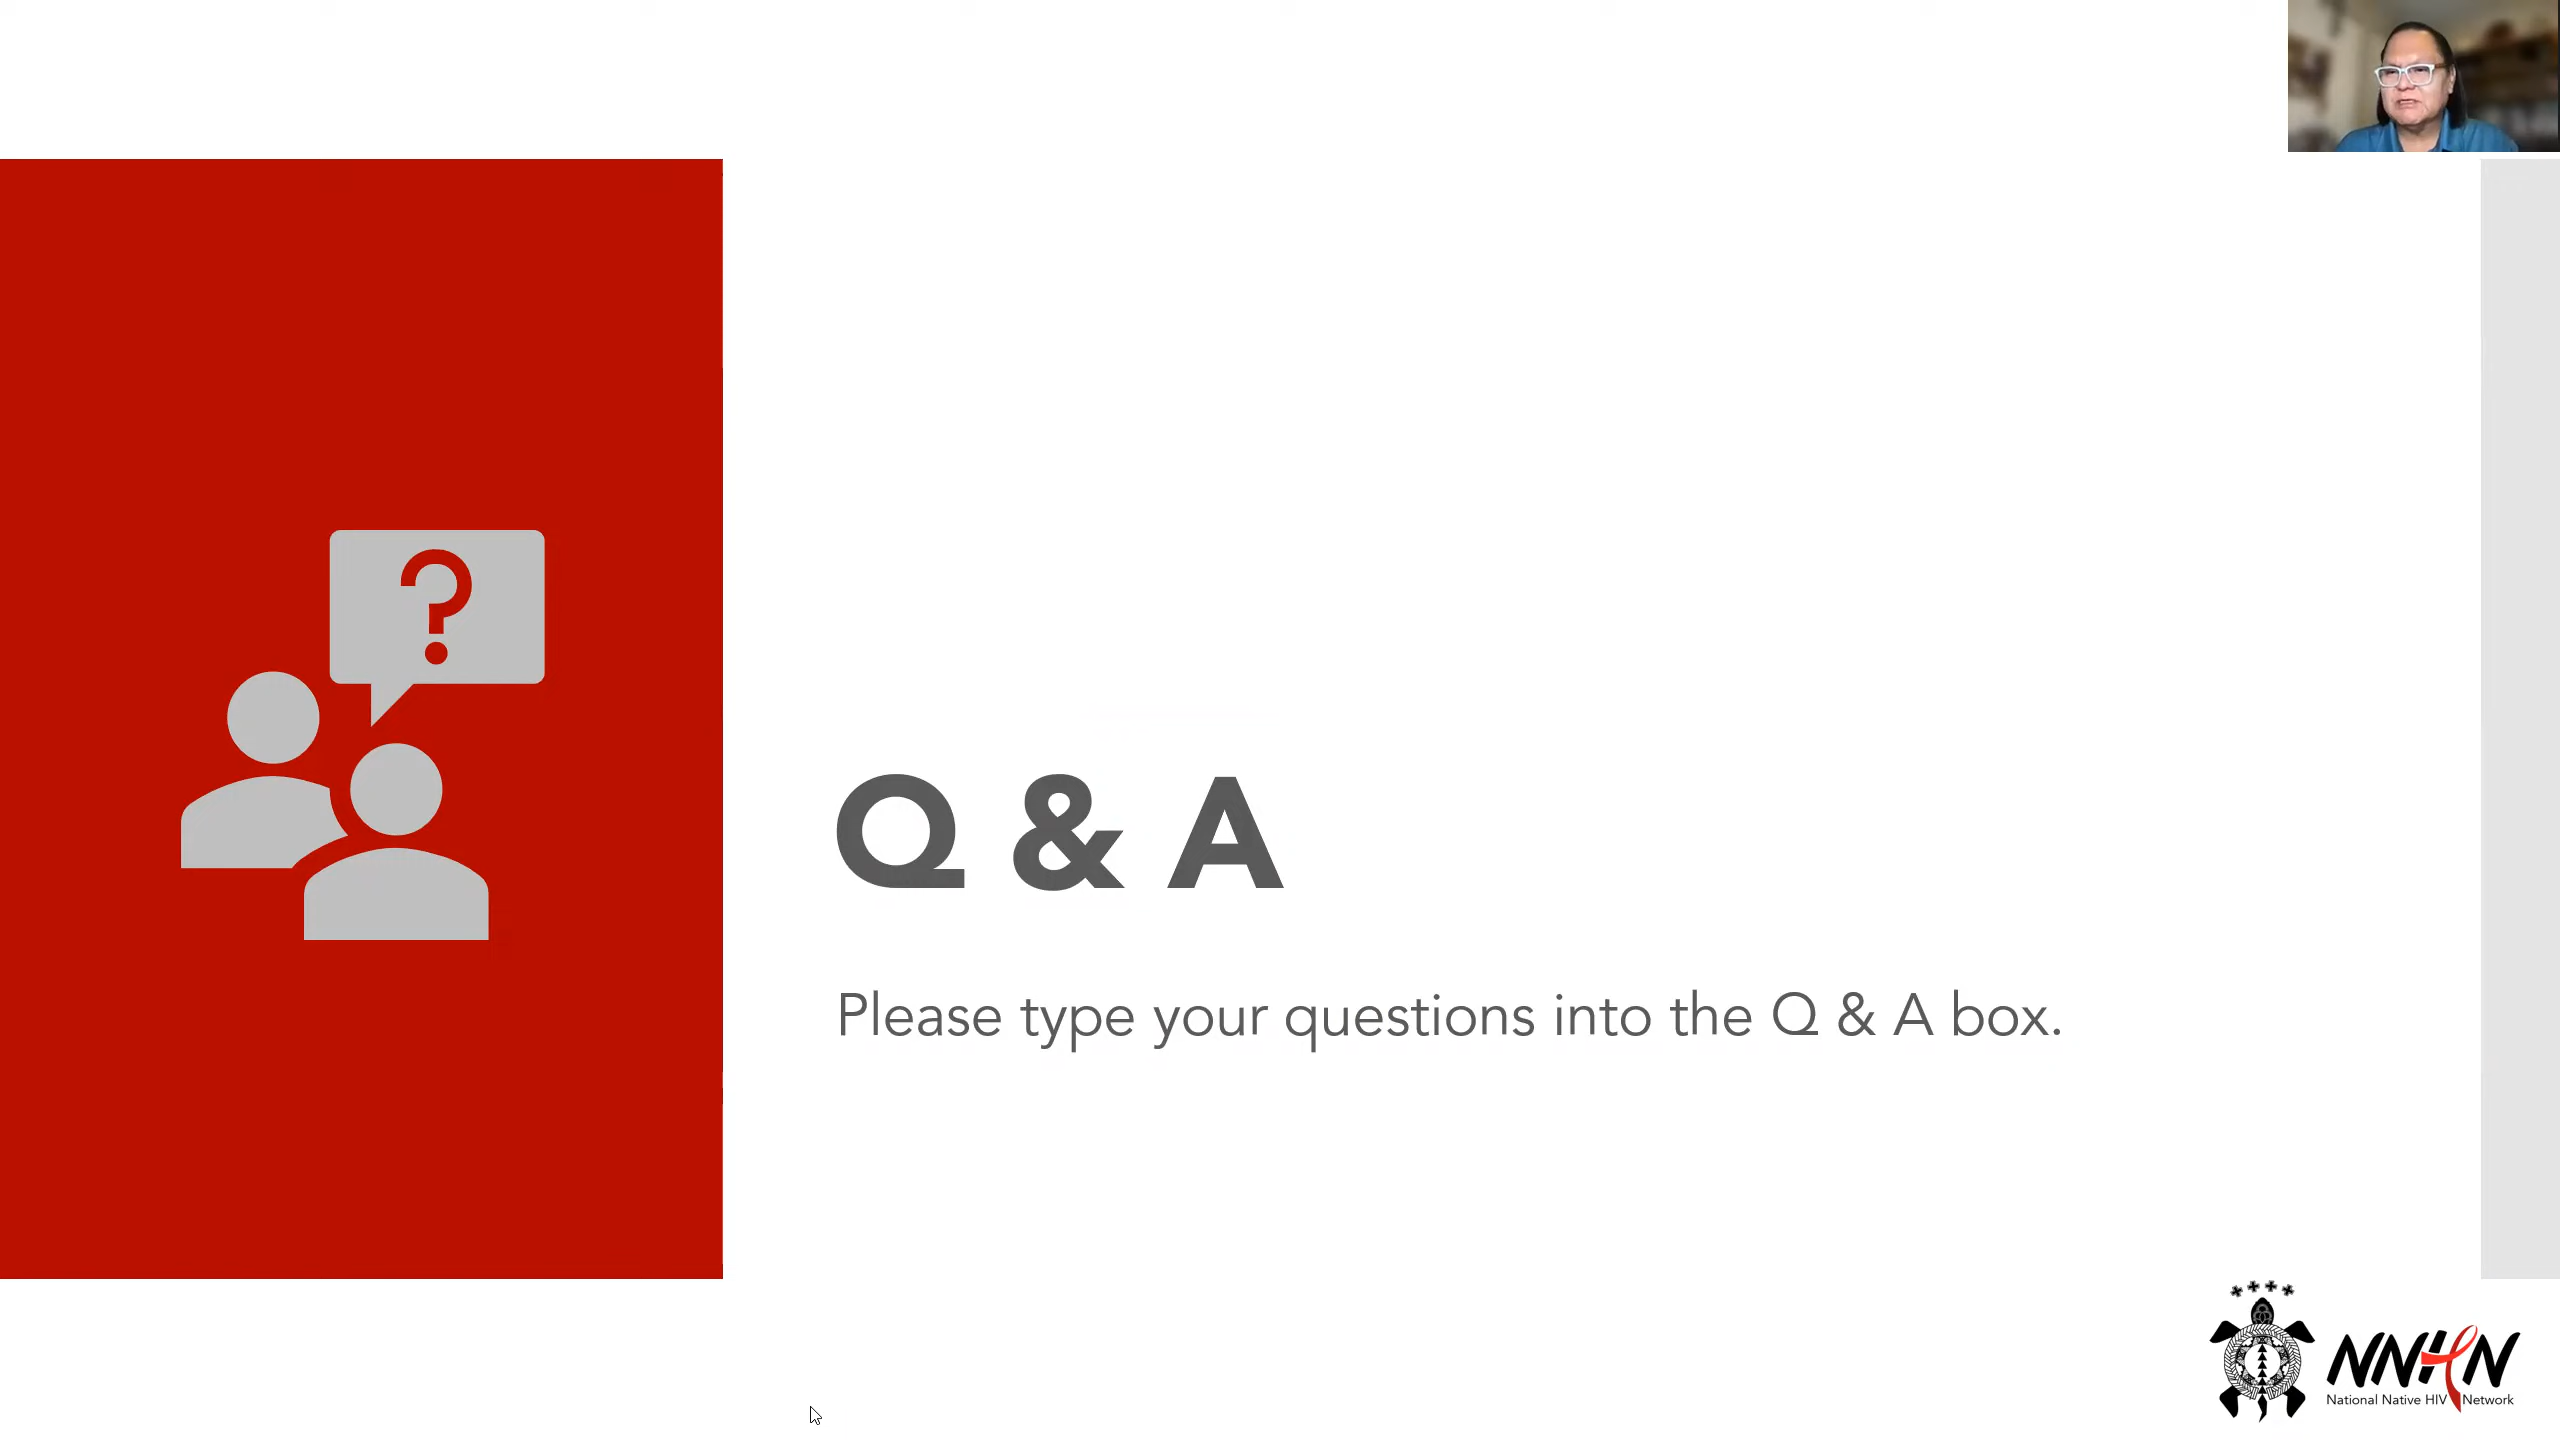 ?
Q & A
Please type your questions into the Q & A box.
NNHN
National Native HIV Network